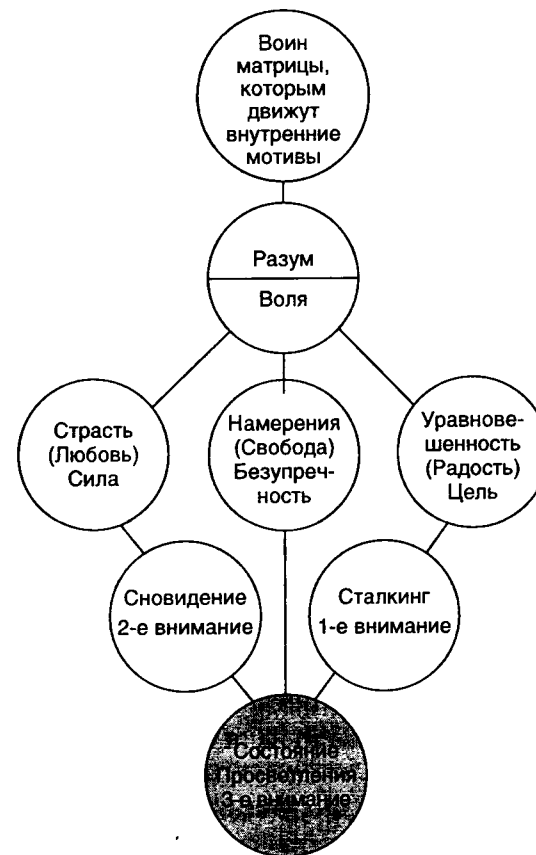 Воин
матрицы,
которым
движут
внутренние
мотивы
Разум
Воля
Страсть
(Любовь)
Сила
Намерения
(Свобода)
Безупреч-
ность
Уравнове-
шенность
(Радость)
Цель
Сновидение
2-е внимание
Сталкинг
1-е внимание
Состояние
Просветления
3-е внимание